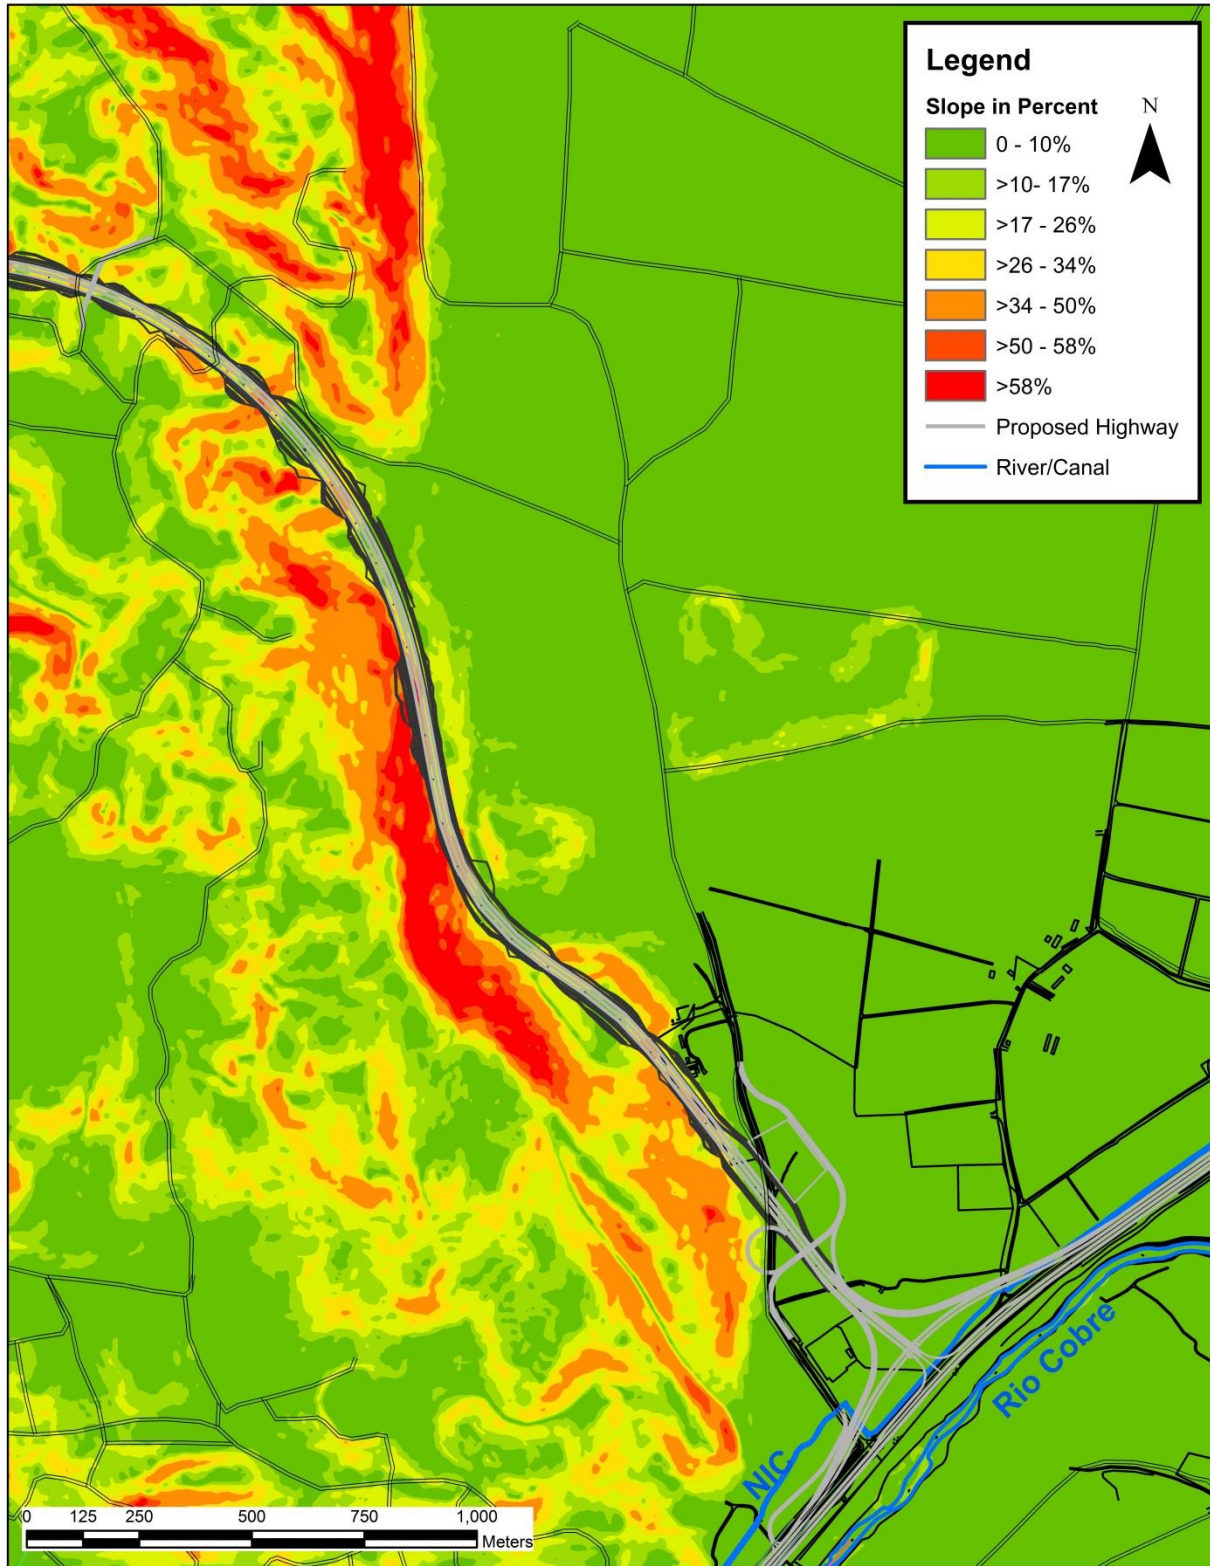 Legend
Slope in Percent
N
0 - 10%
>10- 17%
>17 - 26%
>26 - 34%
>34 - 50%
>50 - 58%
>58%
Proposed Highway
River/Canal
Rio Cobre
NIC
0 125 250 500 750 1,000
Meters